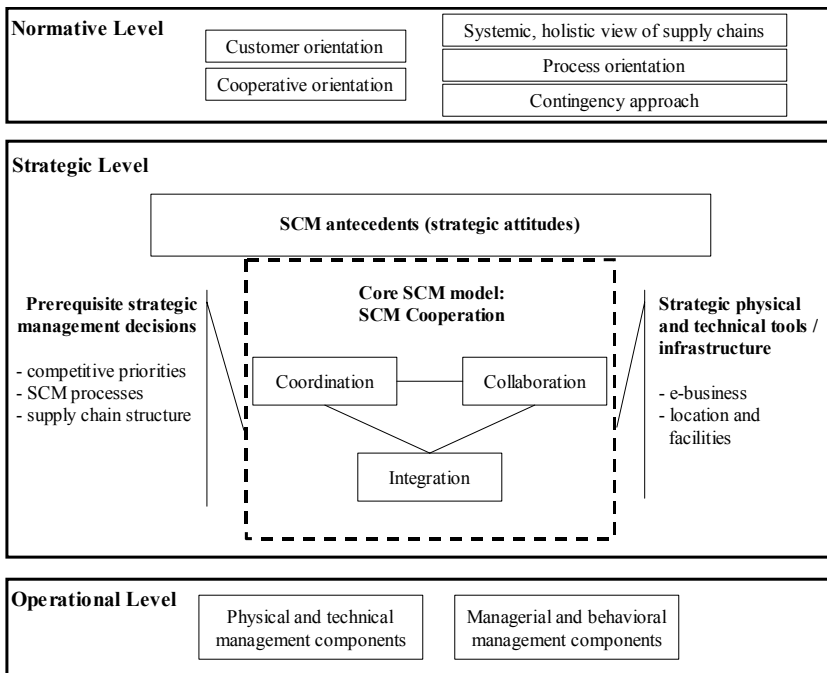 Normative Level
Customer orientation
Cooperative orientation
Systemic, holistic view of supply chains
Process orientation
Contingency approach
Strategic Level
SCM antecedents (strategic attitudes)
Prerequisite strategic
management decisions
- competitive priorities
- SCM processes
- supply chain structure
Core SCM model:
SCM Cooperation
Coordination
Collaboration
Integration
Strategic physical
and technical tools /
infrastructure
- e-business
- location and
facilities
Operational Level
Physical and technical
management components
Managerial and behavioral
management components